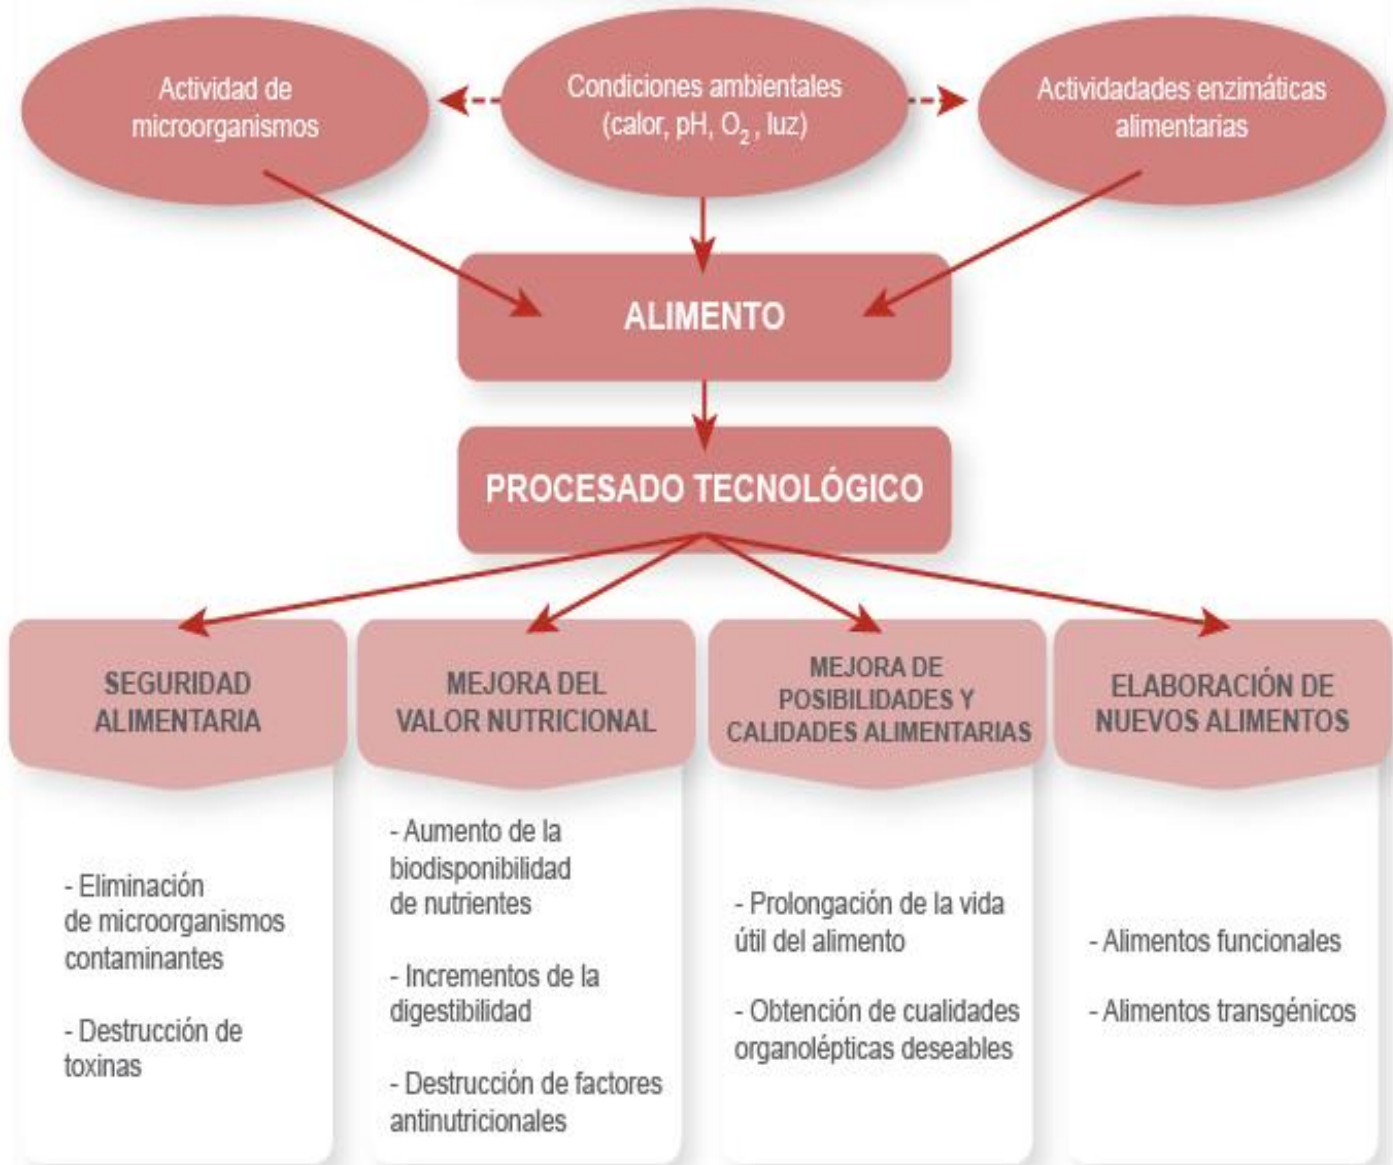 Actividad de
microorganismos
Condiciones ambientales
(calor, pH, O₂, luz)
Actividadades enzimáticas
alimentarias
ALIMENTO
PROCESADO TECNOLÓGICO
SEGURIDAD
ALIMENTARIA
- Eliminación
de microorganismos
contaminantes
- Destrucción de
toxinas
MEJORA DEL
VALOR NUTRICIONAL
- Aumento de la
biodisponibilidad
de nutrientes
- Incrementos de la
digestibilidad
- Destrucción de factores
antinutricionales
MEJORA DE
POSIBILIDADES Y
CALIDADES ALIMENTARIAS
- Prolongación de la vida
útil del alimento
- Obtención de cualidades
organolépticas deseables
ELABORACIÓN DE
NUEVOS ALIMENTOS
- Alimentos funcionales
- Alimentos transgénicos